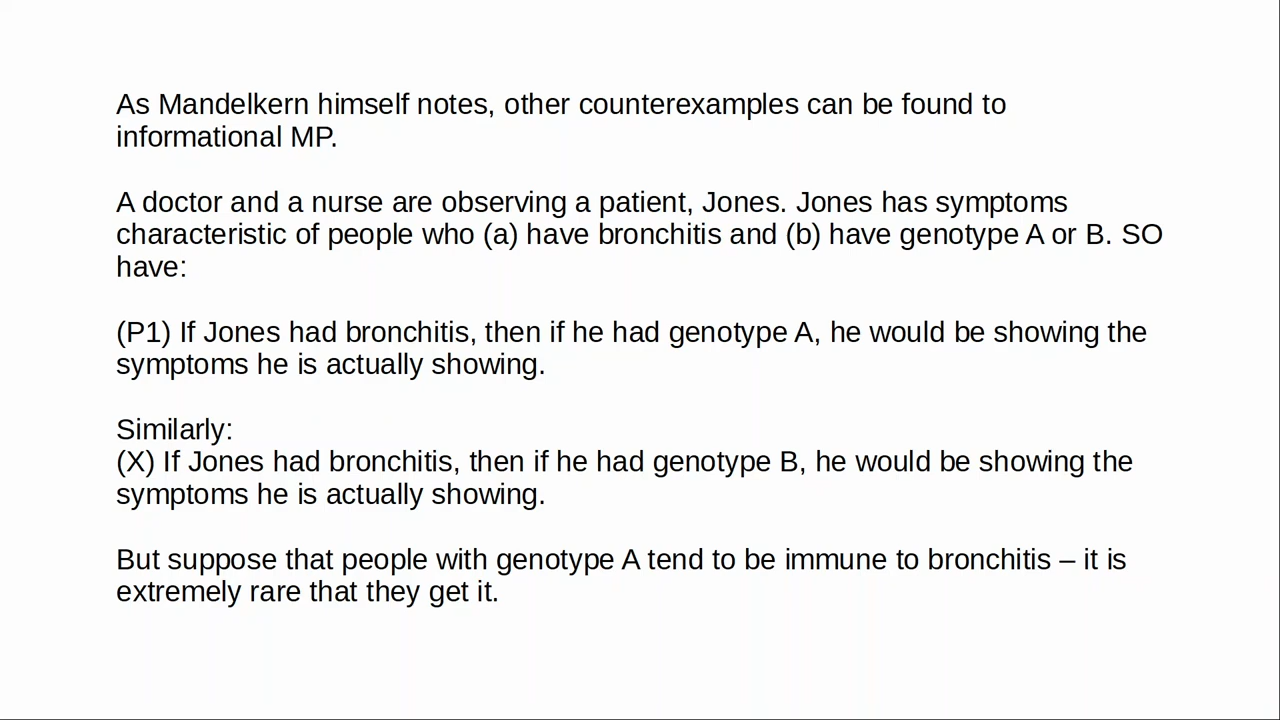 As Mandelkern himself notes, other counterexamples can be found to
informational MP.
A doctor and a nurse are observing a patient, Jones. Jones has symptoms
characteristic of people who (a) have bronchitis and (b) have genotype A or B. SO
have:
(P1) If Jones had bronchitis, then if he had genotype A, he would be showing the
symptoms he is actually showing.
Similarly:
(X) If Jones had bronchitis, then if he had genotype B, he would be showing the
symptoms he is actually showing.
But suppose that people with genotype A tend to be immune to bronchitis – it is
extremely rare that they get it.